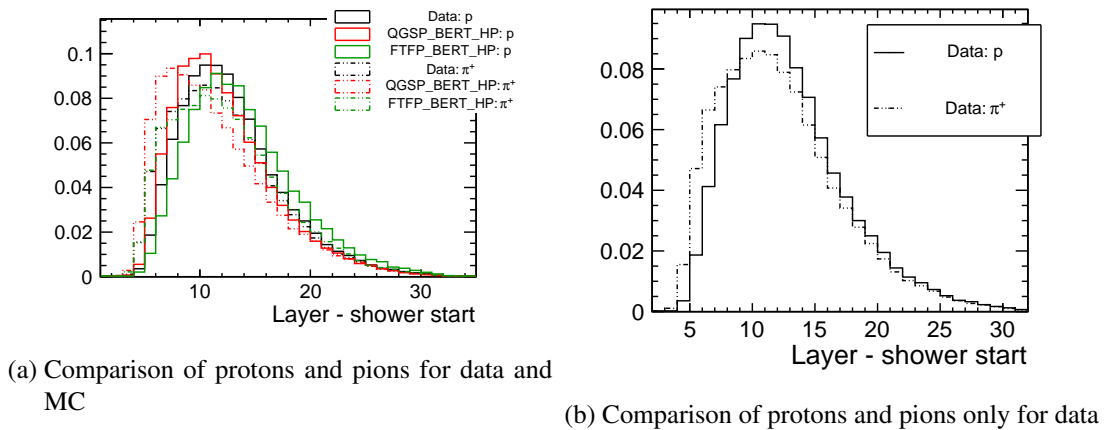 Data: p
QGSP_BERT_HP: p
FTFP_BERT_HP: p
Data: π⁺
QGSP_BERT_HP: π⁺
FTFP_BERT_HP: π⁺
0.1
0.08
0.06
0.04
0.02
0
10
20
30
Layer - shower start
(a) Comparison of protons and pions for data and
MC
Data: p
Data: π⁺
0.08
0.06
0.04
0.02
0
5
10
15
20
25
30
Layer - shower start
(b) Comparison of protons and pions only for data